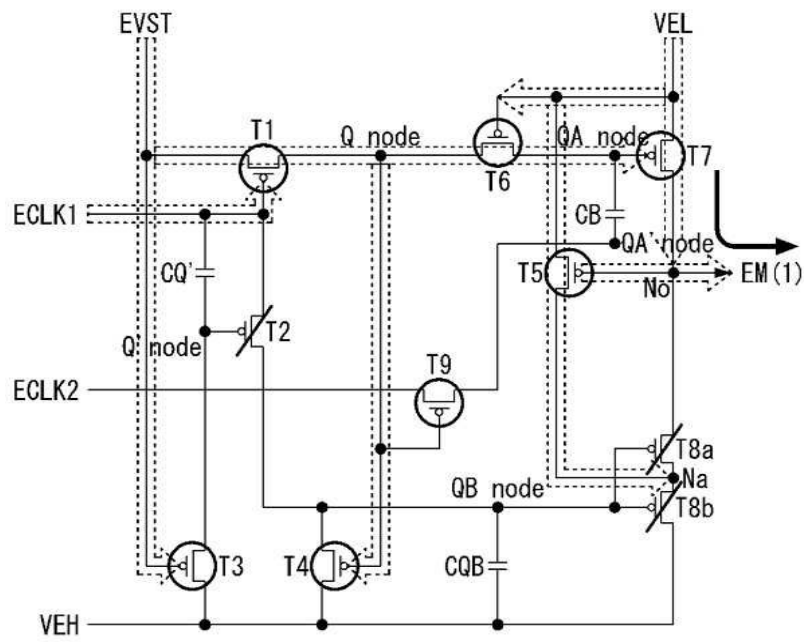 EVST
VEL
T1
Q node
QA node
T7
T6
ECLK1
CB
QA' node
CQ'
T5
EM(1)
No
Q' node
T2
T9
ECLK2
T8a
Na
QB node
T8b
T3
T4
CQB
VEH